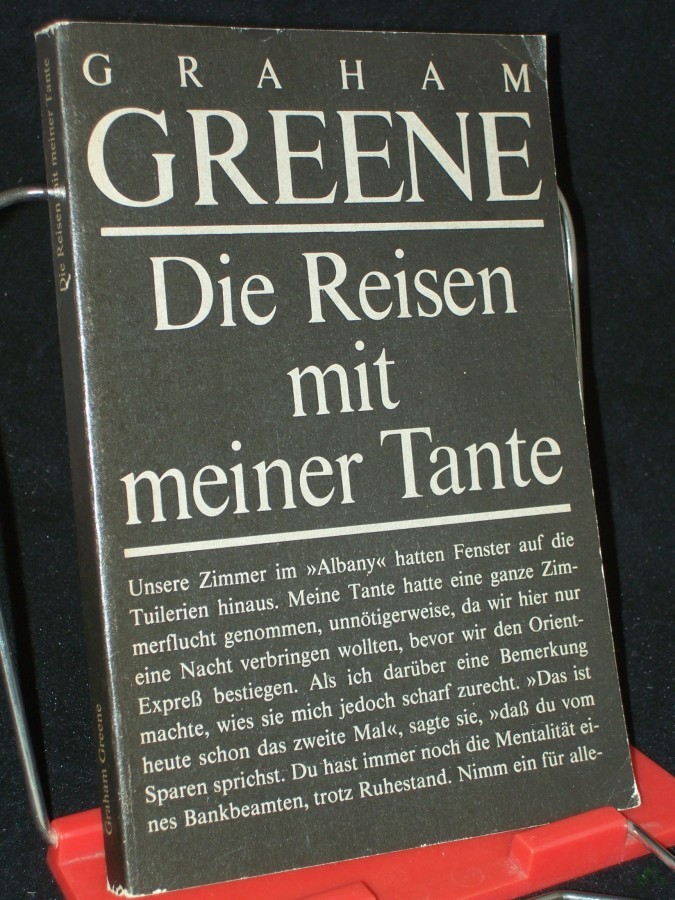 GRAHAM
GREENE
Die Reisen
mit
meiner Tante
Unsere Zimmer im »Albany« hatten Fenster auf die
Tuilerien hinaus. Meine Tante hatte eine ganze Zim-
merflucht genommen, unnötigerweise, da wir hier nur
eine Nacht verbringen wollten, bevor wir den Orient-
Expreß bestiegen. Als ich darüber eine Bemerkung
machte, wies sie mich jedoch scharf zurecht. »Das ist
heute schon das zweite Mal«, sagte sie, »daß du vom
Sparen sprichst. Du hast immer noch die Mentalität ei-
nes Bankbeamten, trotz Ruhestand. Nimm ein für alle-
Graham Greene
Die Reisen mit meiner Tante